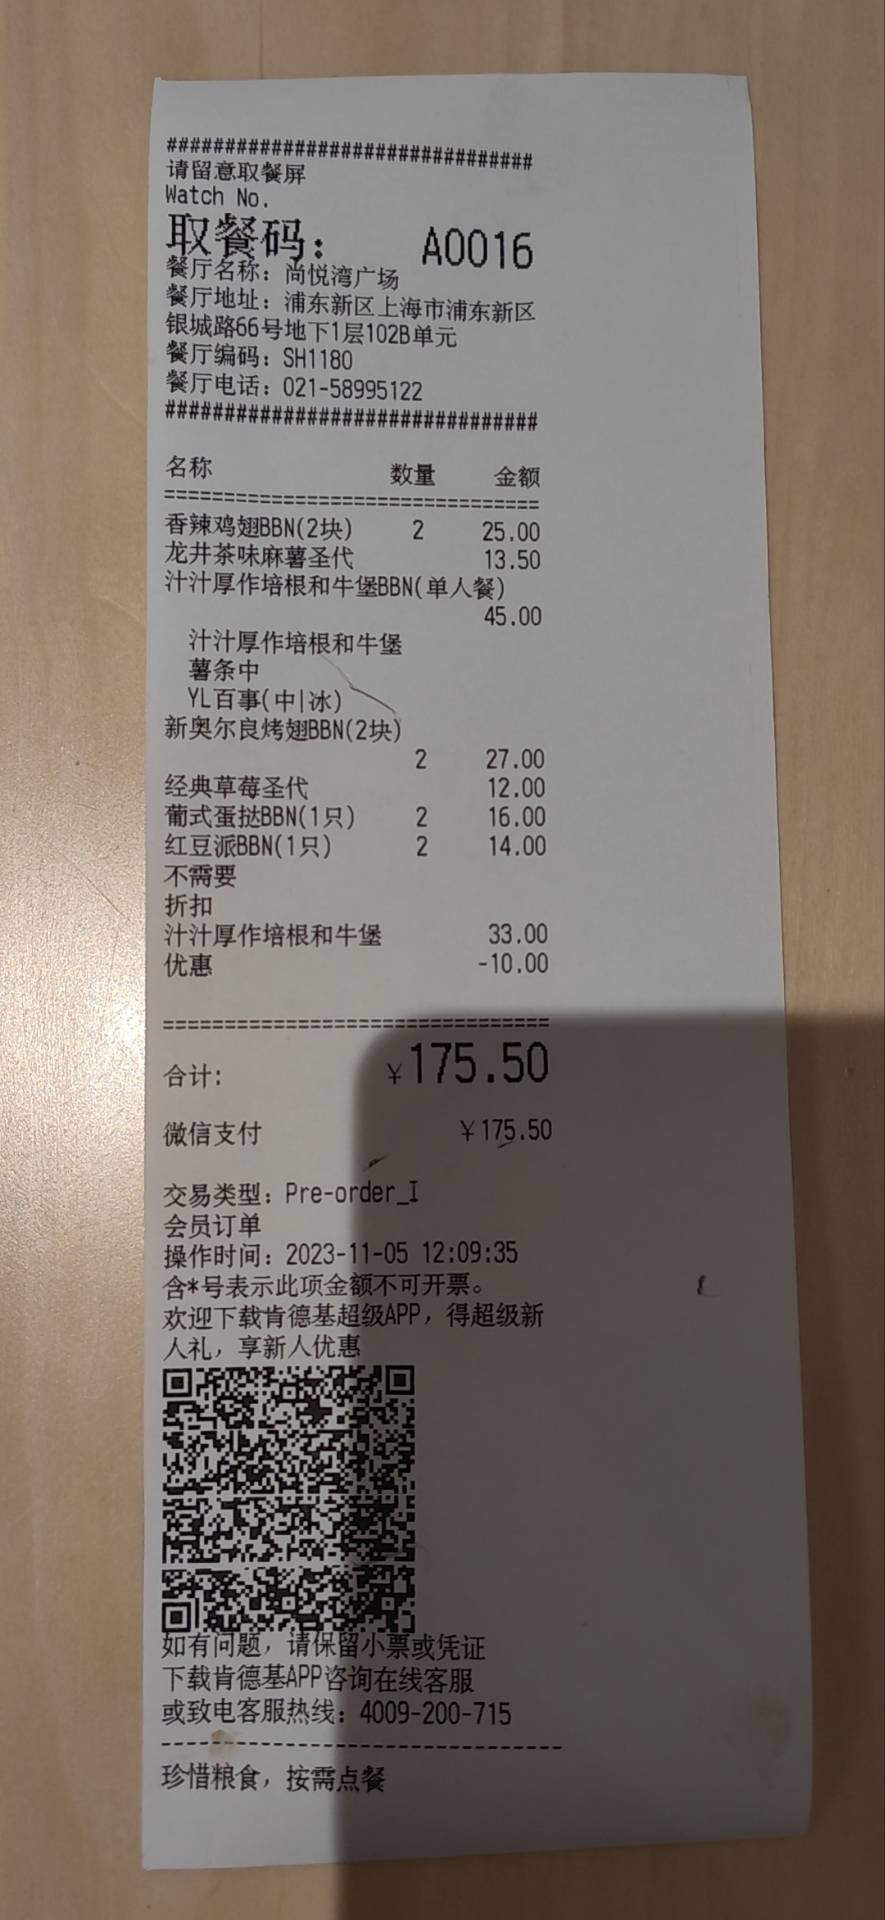 ###############################
请留意取餐屏
Watch No.
取餐码： A0016
餐厅名称：尚悦湾广场
餐厅地址：浦东新区上海市浦东新区
银城路66号地下1层102B单元
餐厅编码：SH1180
餐厅电话：021-58995122
###############################
名称 数量 金额
===============================
香辣鸡翅BBN(2块) 2 25.00
龙井茶味麻薯圣代 13.50
汁汁厚作培根和牛堡BBN(单人餐)
45.00
汁汁厚作培根和牛堡
薯条中
YL百事(中|冰)
新奥尔良烤翅BBN(2块)
2 27.00
经典草莓圣代 12.00
葡式蛋挞BBN(1只) 2 16.00
红豆派BBN(1只) 2 14.00
不需要
折扣
汁汁厚作培根和牛堡 33.00
优惠 -10.00
===============================
合计: ￥175.50
微信支付 ￥175.50
交易类型：Pre-order_I
会员订单
操作时间：2023-11-05 12:09:35
含*号表示此项金额不可开票。
欢迎下载肯德基超级APP，得超级新
人礼，享新人优惠
如有问题，请保留小票或凭证
下载肯德基APP咨询在线客服
或致电客服热线：4009-200-715
--------------------------------
珍惜粮食，按需点餐